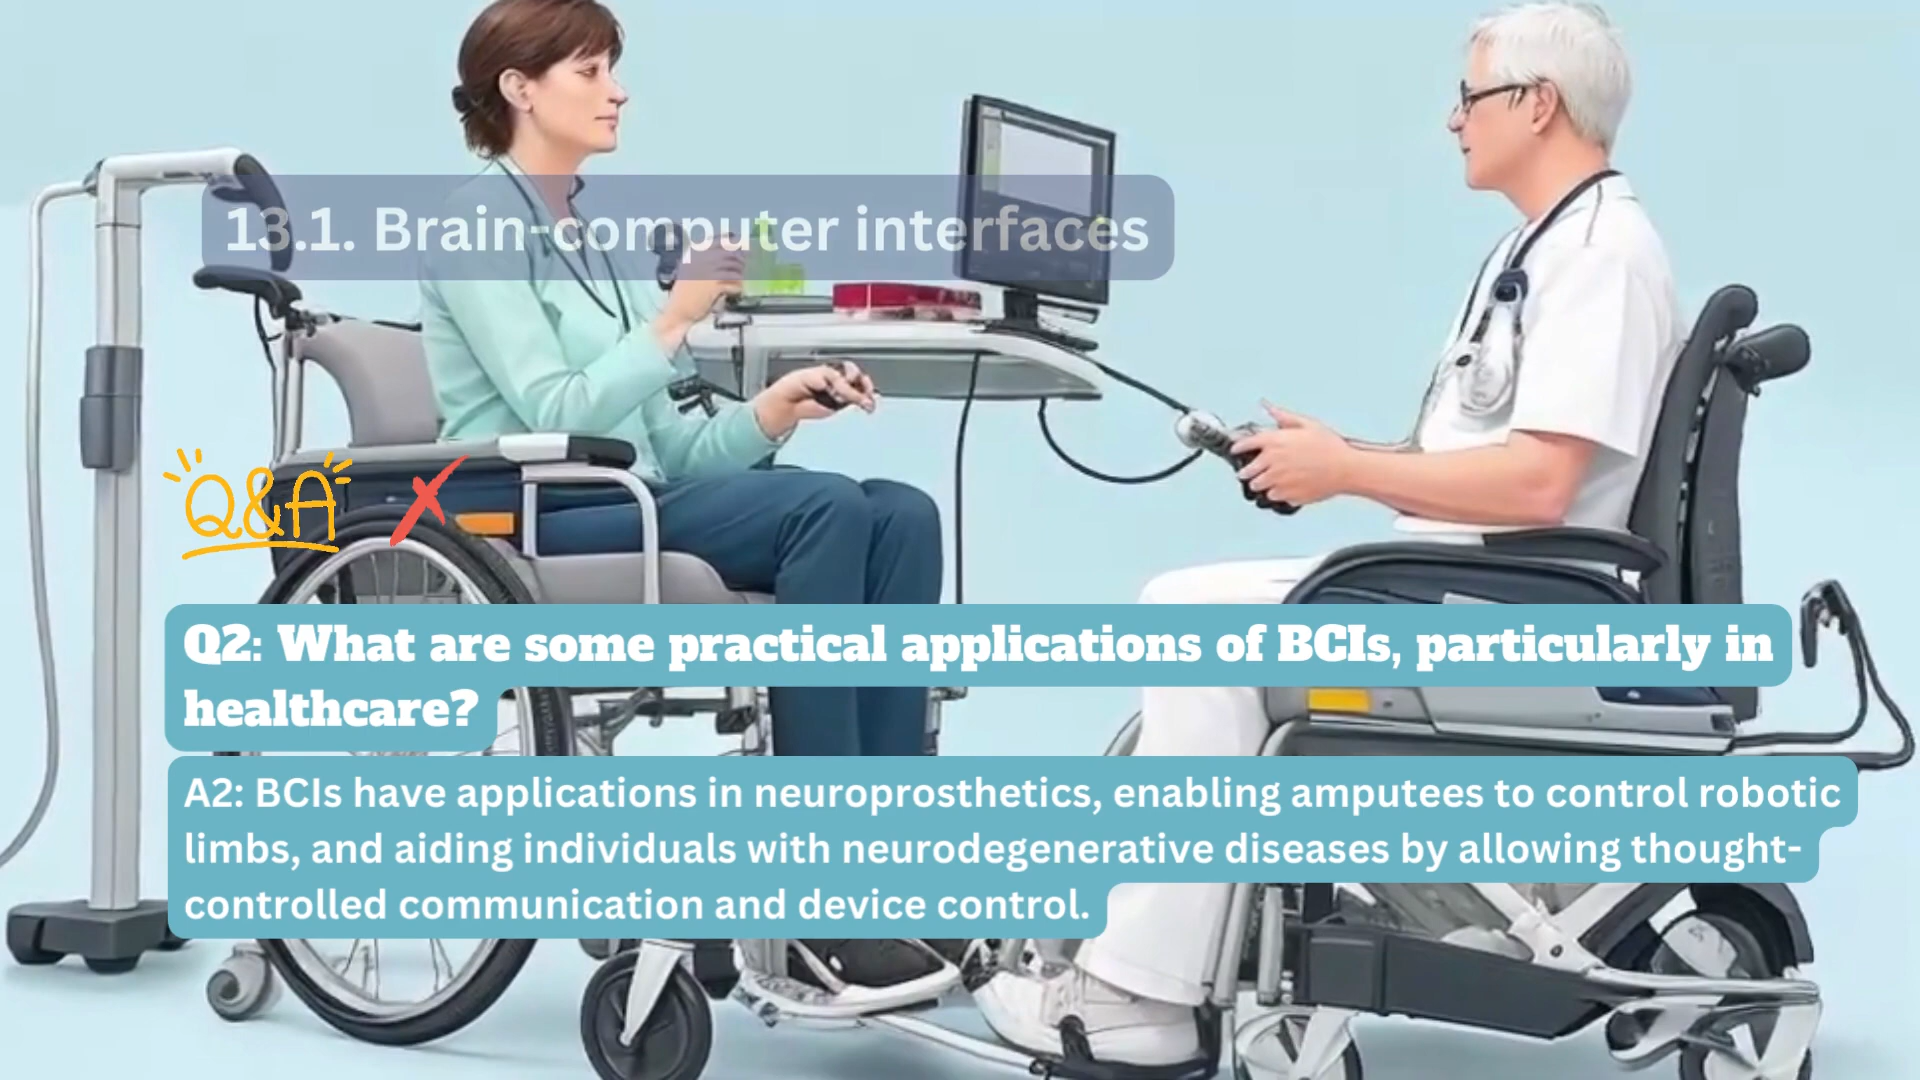 13.1. Brain-computer interfaces
Q&A
Q2: What are some practical applications of BCIs, particularly in
healthcare?
A2: BCIs have applications in neuroprosthetics, enabling amputees to control robotic
limbs, and aiding individuals with neurodegenerative diseases by allowing thought-
controlled communication and device control.